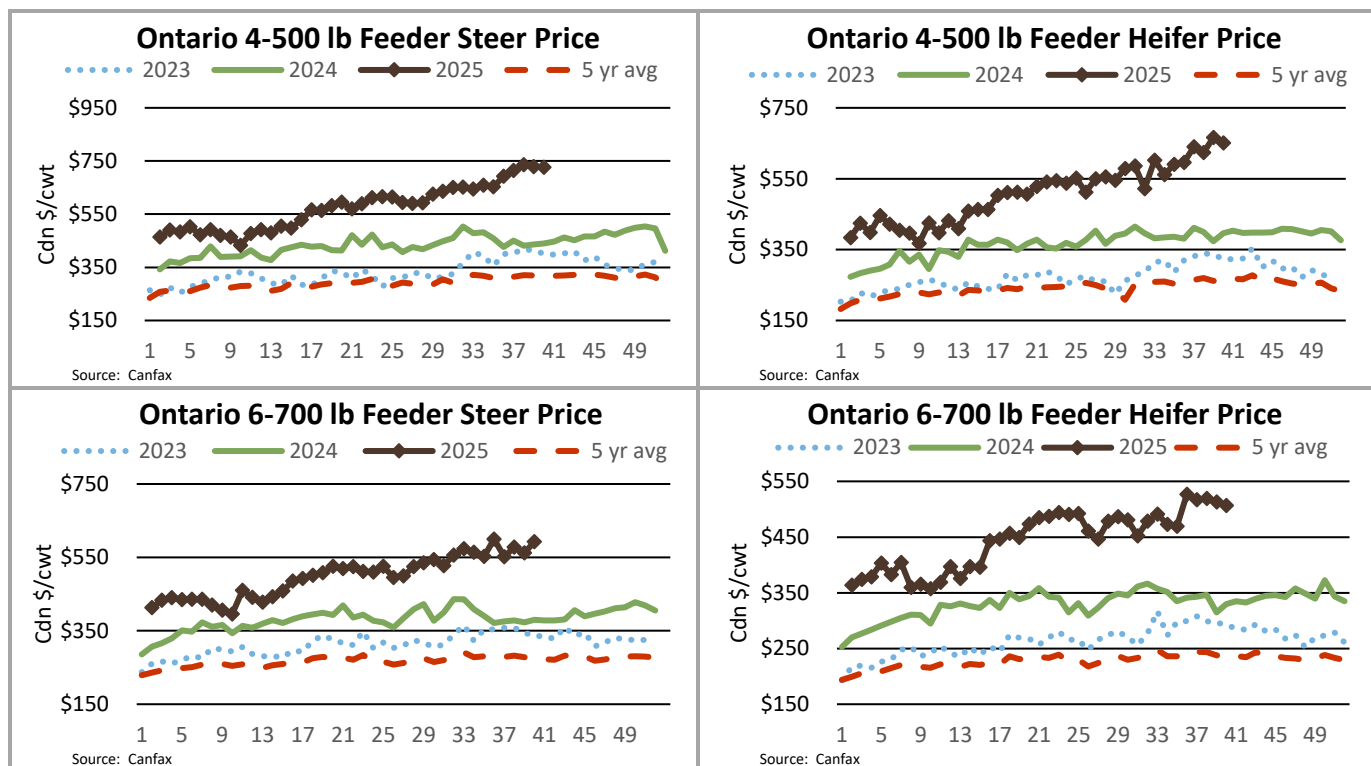 Ontario 4-500 lb Feeder Steer Price
2023 2024 2025 5 yr avg
$950
$750
$550
$350
$150
Cdn $/cwt
1 5 9 13 17 21 25 29 33 37 41 45 49
Source: Canfax
Ontario 4-500 lb Feeder Heifer Price
2023 2024 2025 5 yr avg
$750
$550
$350
$150
Cdn $/cwt
1 5 9 13 17 21 25 29 33 37 41 45 49
Source: Canfax
Ontario 6-700 lb Feeder Steer Price
2023 2024 2025 5 yr avg
$750
$550
$350
$150
Cdn $/cwt
1 5 9 13 17 21 25 29 33 37 41 45 49
Source: Canfax
Ontario 6-700 lb Feeder Heifer Price
2023 2024 2025 5 yr avg
$550
$450
$350
$250
$150
Cdn $/cwt
1 5 9 13 17 21 25 29 33 37 41 45 49
Source: Canfax